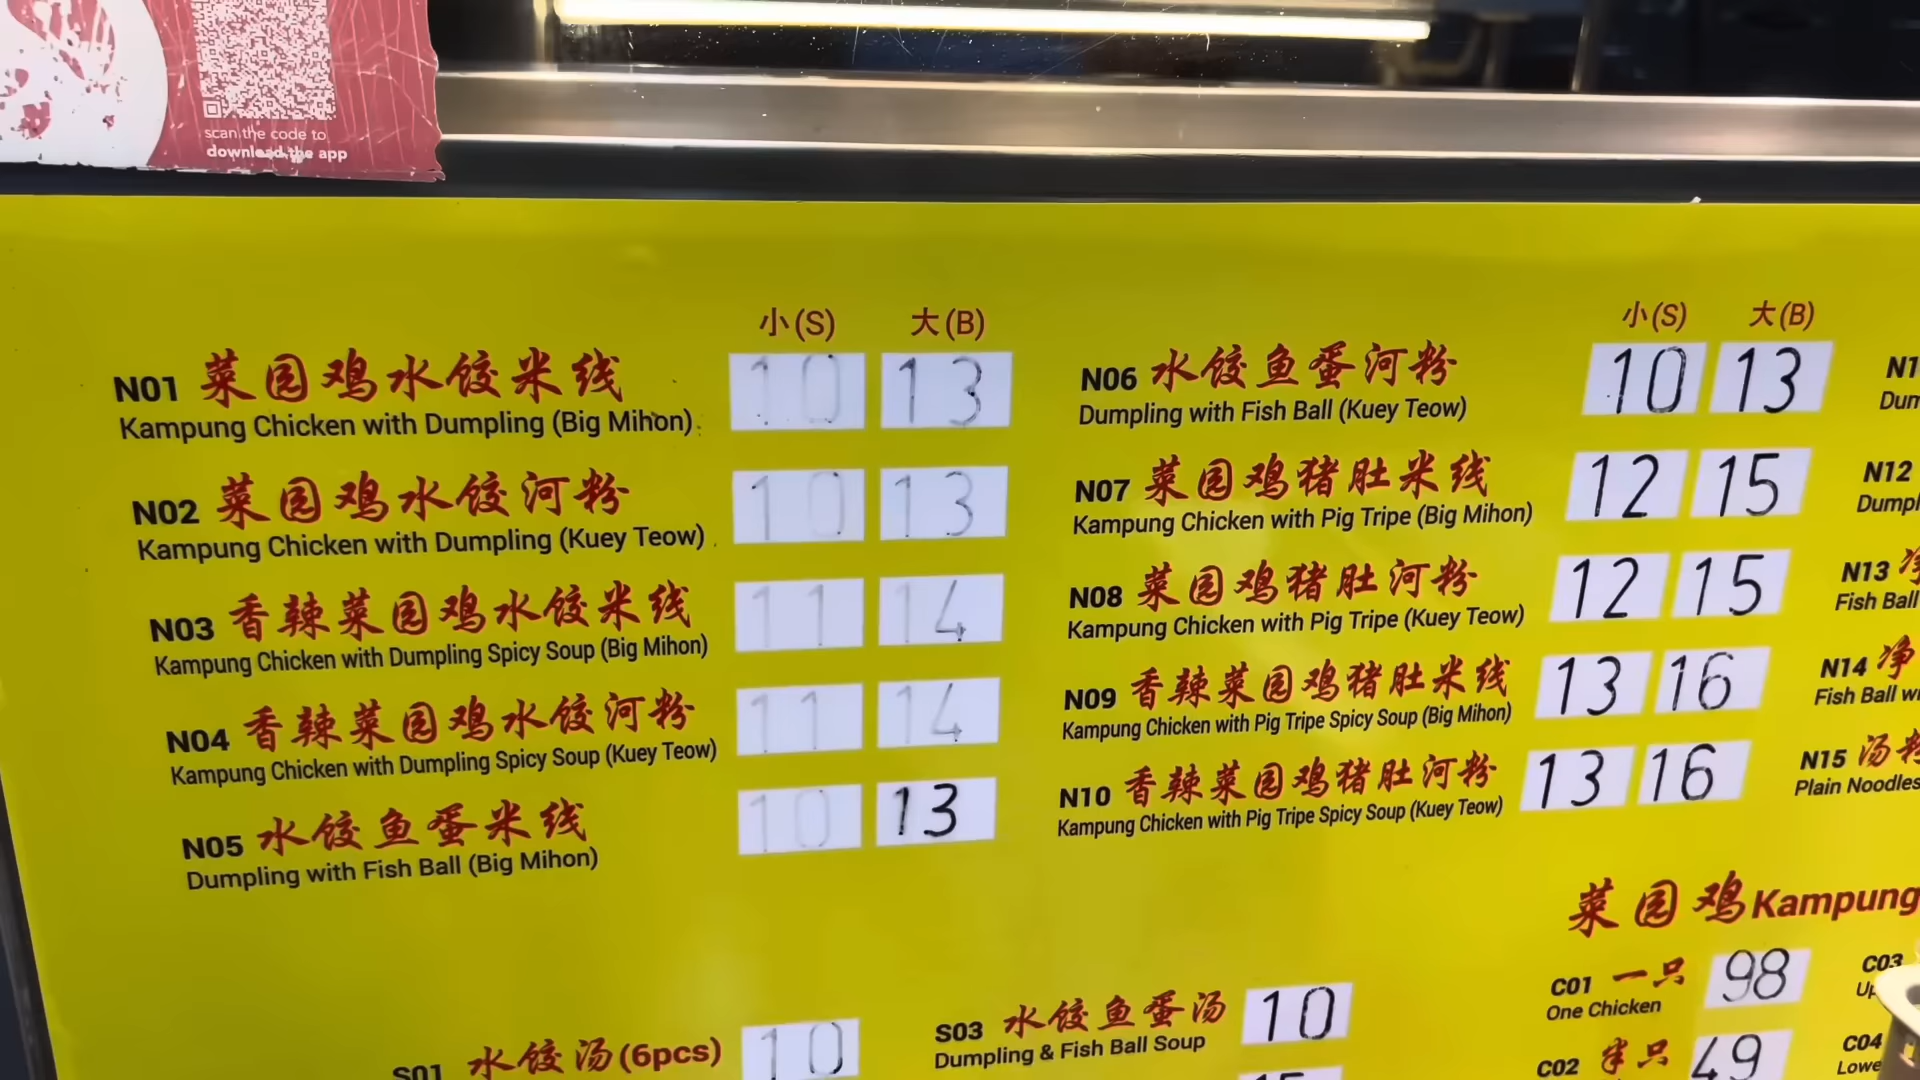 scan the code to
download the app
小(S) 大(B)
N01 菜园鸡水饺米线 10 13
Kampung Chicken with Dumpling (Big Mihon)
N02 菜园鸡水饺河粉 10 13
Kampung Chicken with Dumpling (Kuey Teow)
N03 香辣菜园鸡水饺米线 11 14
Kampung Chicken with Dumpling Spicy Soup (Big Mihon)
N04 香辣菜园鸡水饺河粉 11 14
Kampung Chicken with Dumpling Spicy Soup (Kuey Teow)
N05 水饺鱼蛋米线 10 13
Dumpling with Fish Ball (Big Mihon)
小(S) 大(B)
N06 水饺鱼蛋河粉 10 13
Dumpling with Fish Ball (Kuey Teow)
N07 菜园鸡猪肚米线 12 15
Kampung Chicken with Pig Tripe (Big Mihon)
N08 菜园鸡猪肚河粉 12 15
Kampung Chicken with Pig Tripe (Kuey Teow)
N09 香辣菜园鸡猪肚米线 13 16
Kampung Chicken with Pig Tripe Spicy Soup (Big Mihon)
N10 香辣菜园鸡猪肚河粉 13 16
Kampung Chicken with Pig Tripe Spicy Soup (Kuey Teow)
N12
N13 净
Fish Ball
N14 净
Fish Ball
N15 汤粉
Plain Noodles
S01 水饺汤(6pcs) 10
S03 水饺鱼蛋汤 10
Dumpling & Fish Ball Soup
菜园鸡 Kampung
C01 一只 98
One Chicken
C02 半只 49
C03
C04